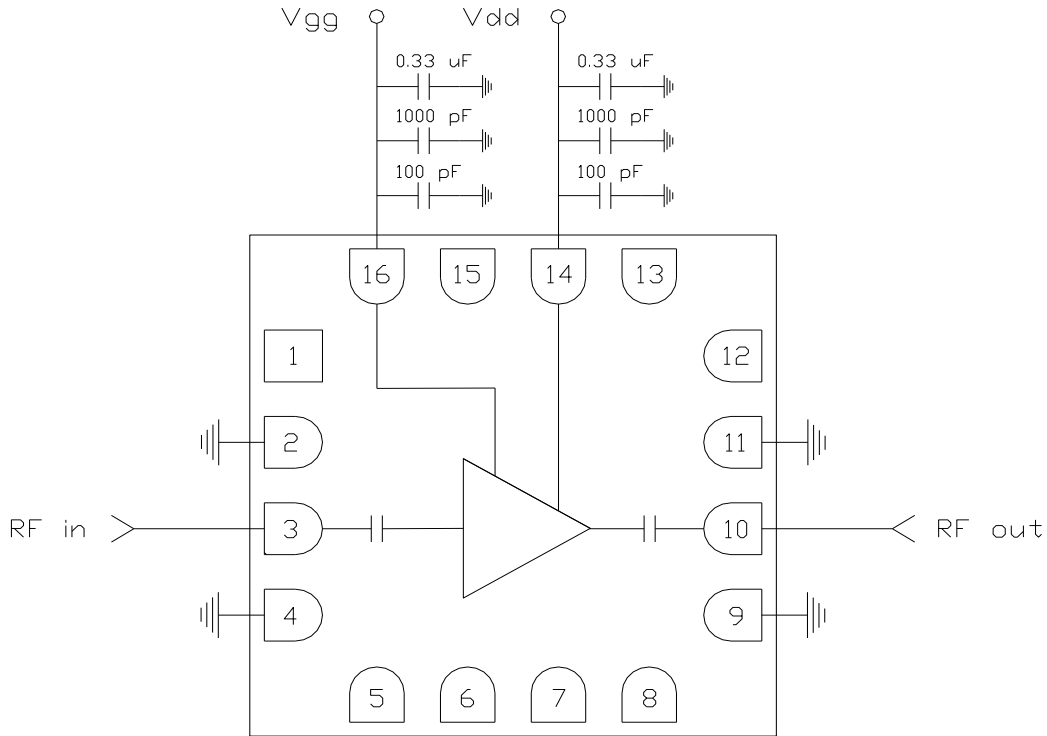 Vgg Vdd
0.33 uF 0.33 uF
1000 pF 1000 pF
100 pF 100 pF
16 15 14 13
1 12
2 11
RF in 3 10 RF out
4 9
5 6 7 8